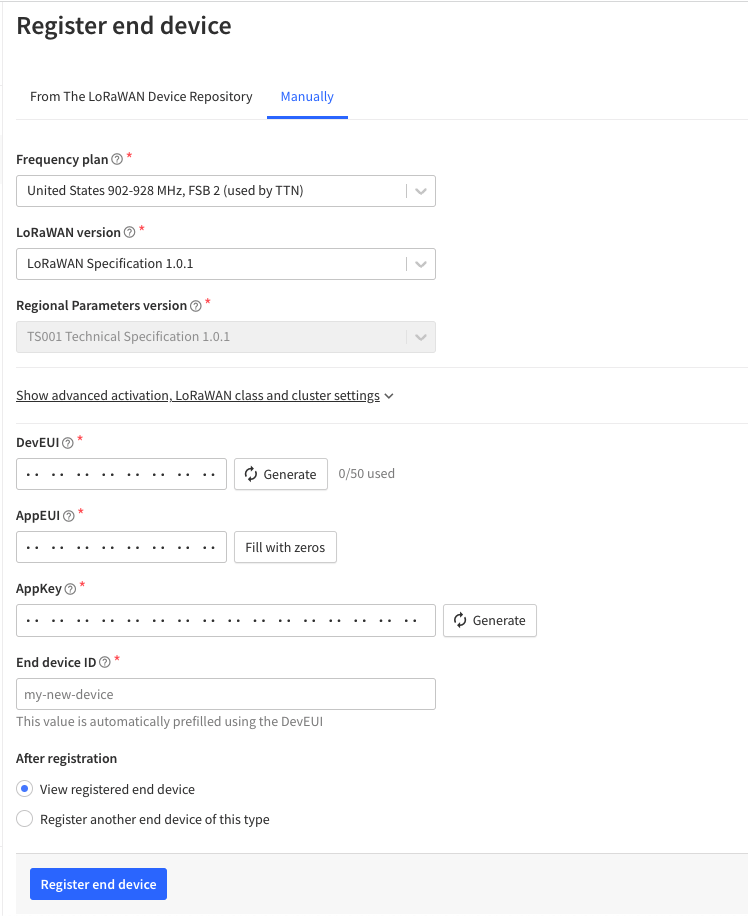 Register end device
From The LoRaWAN Device Repository Manually
Frequency plan ? *
United States 902-928 MHz, FSB 2 (used by TTN)
LoRaWAN version ? *
LoRaWAN Specification 1.0.1
Regional Parameters version ? *
TS001 Technical Specification 1.0.1
Show advanced activation, LoRaWAN class and cluster settings
DevEUI ? *
·· ·· ·· ·· ·· ·· ·· ·· Generate 0/50 used
AppEUI ? *
·· ·· ·· ·· ·· ·· ·· ·· Fill with zeros
AppKey ? *
·· ·· ·· ·· ·· ·· ·· ·· ·· ·· ·· ·· ·· ·· ·· ·· Generate
End device ID ? *
my-new-device
This value is automatically prefilled using the DevEUI
After registration
View registered end device
Register another end device of this type
Register end device